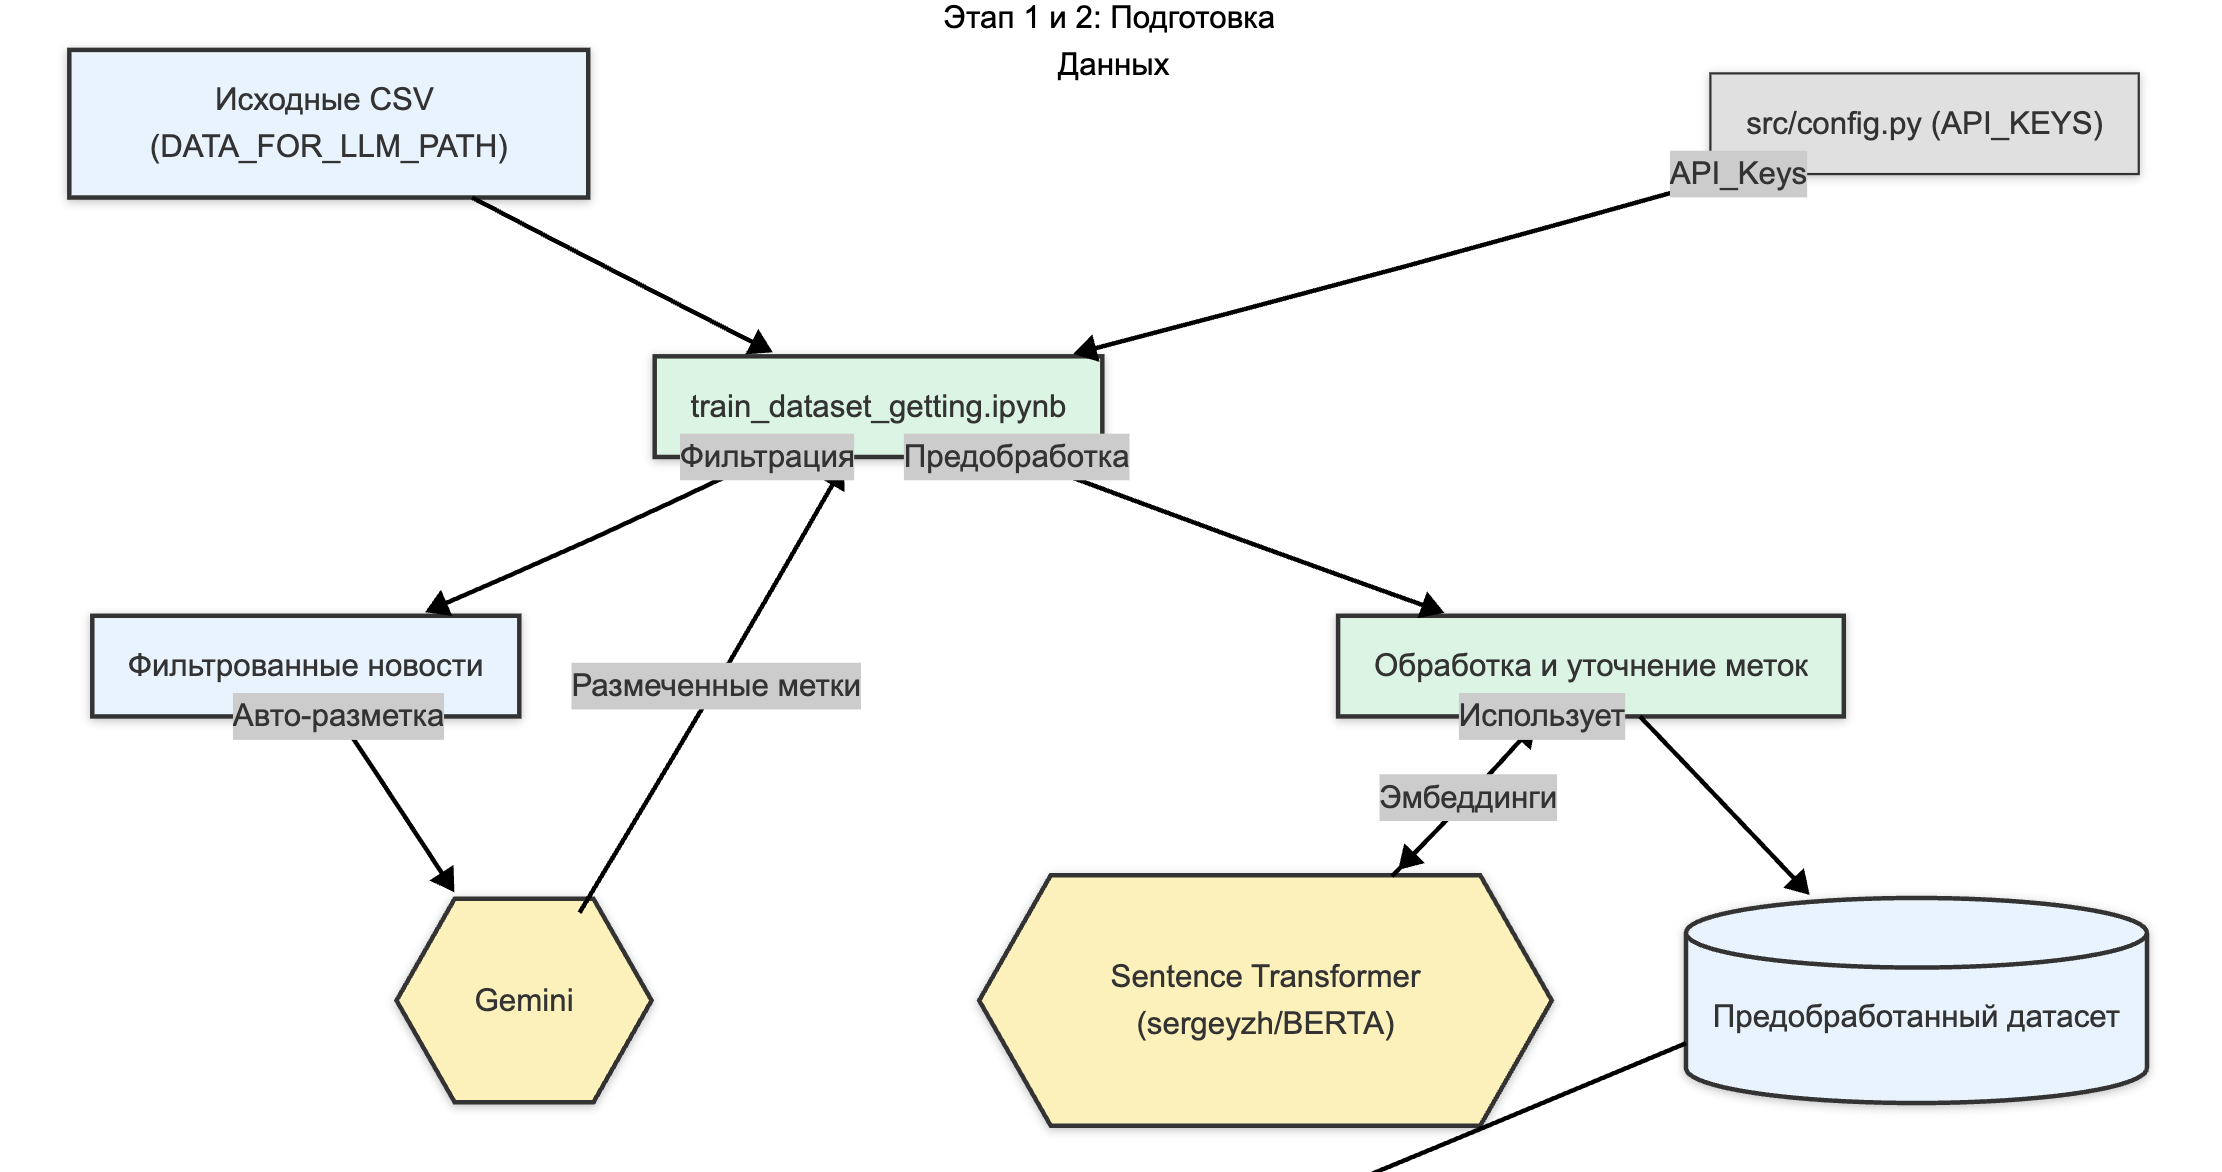 Этап 1 и 2: Подготовка
Данных
Исходные CSV
(DATA_FOR_LLM_PATH)
src/config.py (API_KEYS)
API_Keys
train_dataset_getting.ipynb
Фильтрация
Предобработка
Фильтрованные новости
Авто-разметка
Размеченные метки
Обработка и уточнение меток
Использует
Эмбеддинги
Gemini
Sentence Transformer
(sergeyzh/BERTA)
Предобработанный датасет